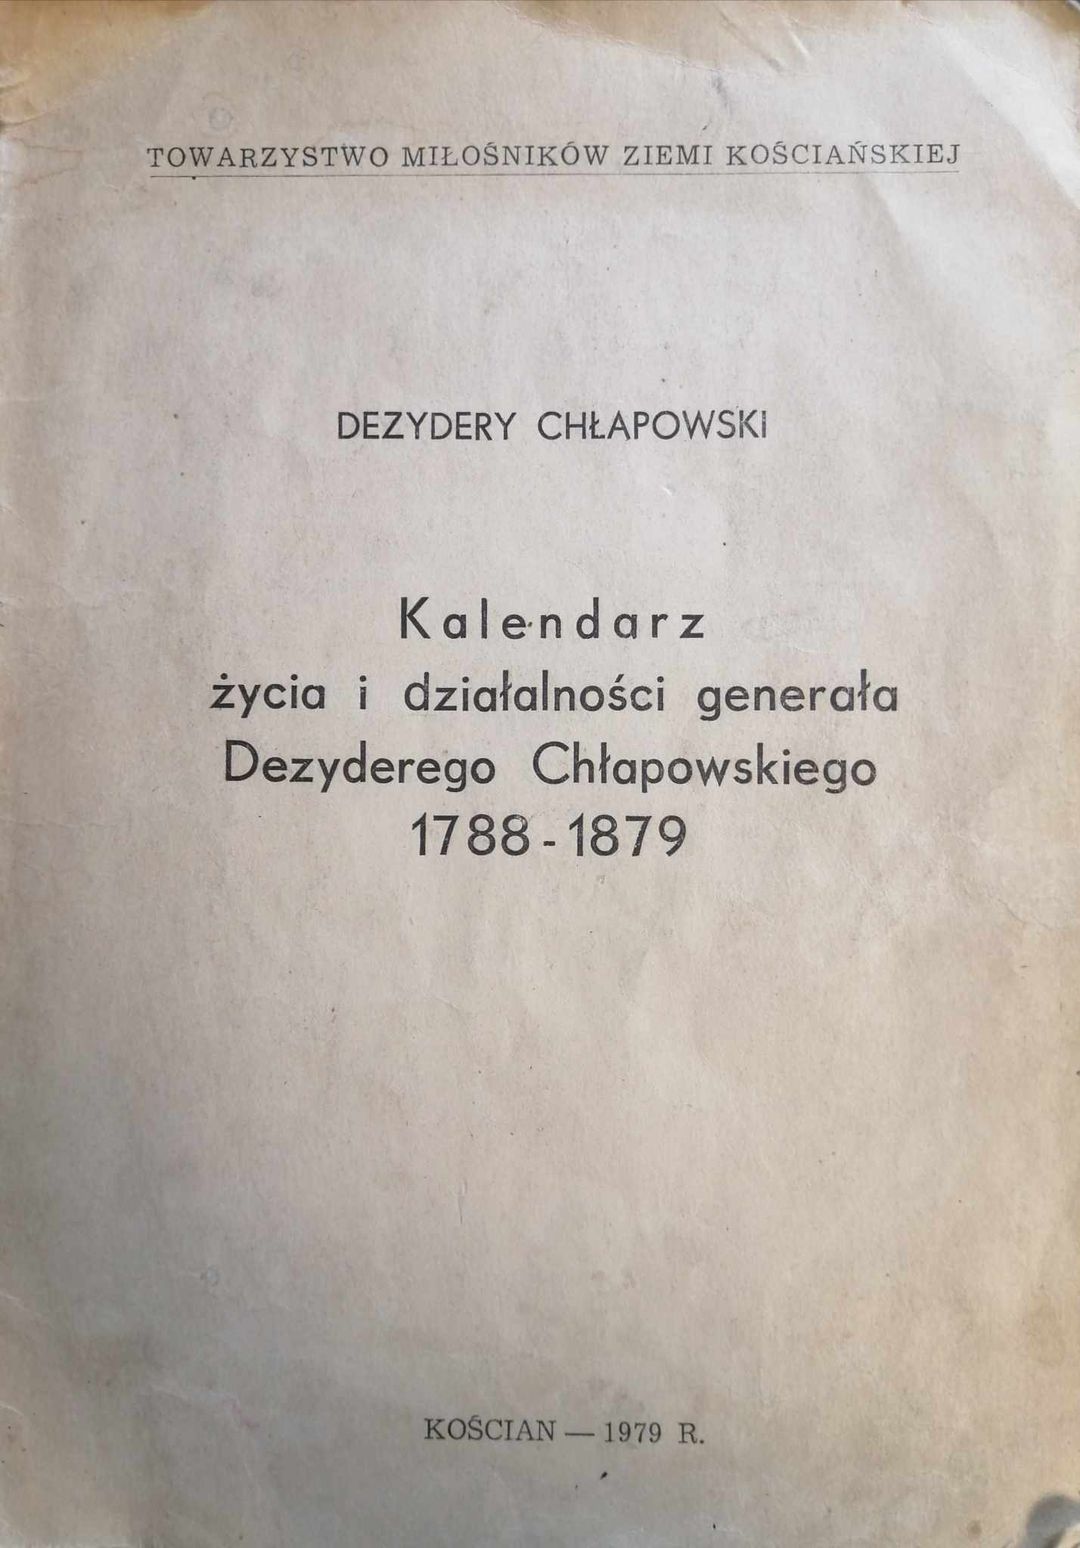 TOWARZYSTWO MIŁOŚNIKÓW ZIEMI KOŚCIAŃSKIEJ
DEZYDERY CHŁAPOWSKI
Kalendarz
życia i działalności generała
Dezyderego Chłapowskiego
1788-1879
KOŚCIAN — 1979 R.